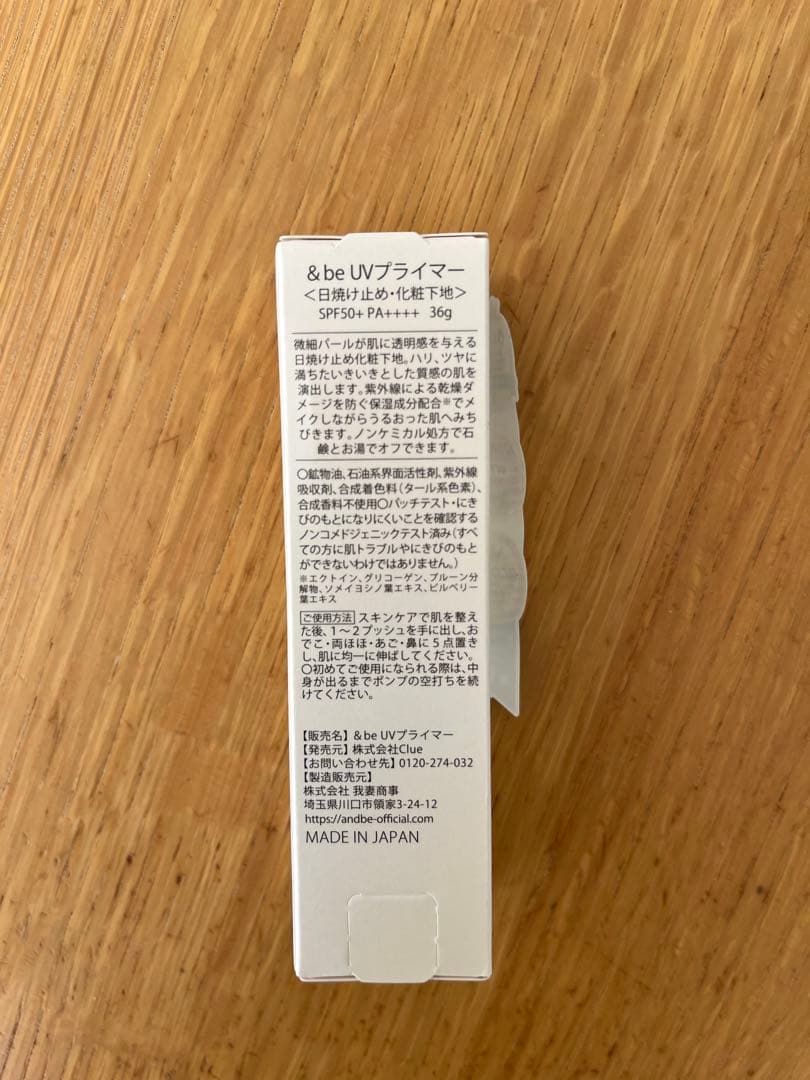 &be UVプライマー
＜日焼け止め・化粧下地＞
SPF50+ PA++++ 36g
微細パールが肌に透明感を与える
日焼け止め化粧下地。ハリ、ツヤに
満ちたいきいきとした質感の肌を
演出します。紫外線による乾燥ダ
メージを防ぐ保湿成分配合※でメ
イクしながらうるおった肌へみち
びきます。ノンケミカル処方で石
鹸とお湯でオフできます。
○鉱物油、石油系界面活性剤、紫外線
吸収剤、合成着色料（タール系色素）、
合成香料不使用○パッチテスト・にき
びのもとになりにくいことを確認する
ノンコメドジェニックテスト済み（すべ
ての方に肌トラブルやにきびのもと
ができないわけではありません。）
※エクトイン、グリコーゲン、プルーン分
解物、ソメイヨシノ葉エキス、ビルベリー
葉エキス
ご使用方法 スキンケアで肌を整え
た後、1〜2プッシュを手に出し、お
でこ・両ほほ・あご・鼻に5点置き
し、肌に均一に伸ばしてください。
○初めてご使用になられる際は、中
身が出るまでポンプの空打ちを続
けてください。
【販売名】&be UVプライマー
【発売元】株式会社Clue
【お問い合わせ先】0120-274-032
【製造販売元】
株式会社 我妻商事
埼玉県川口市領家3-24-12
https://andbe-official.com
MADE IN JAPAN